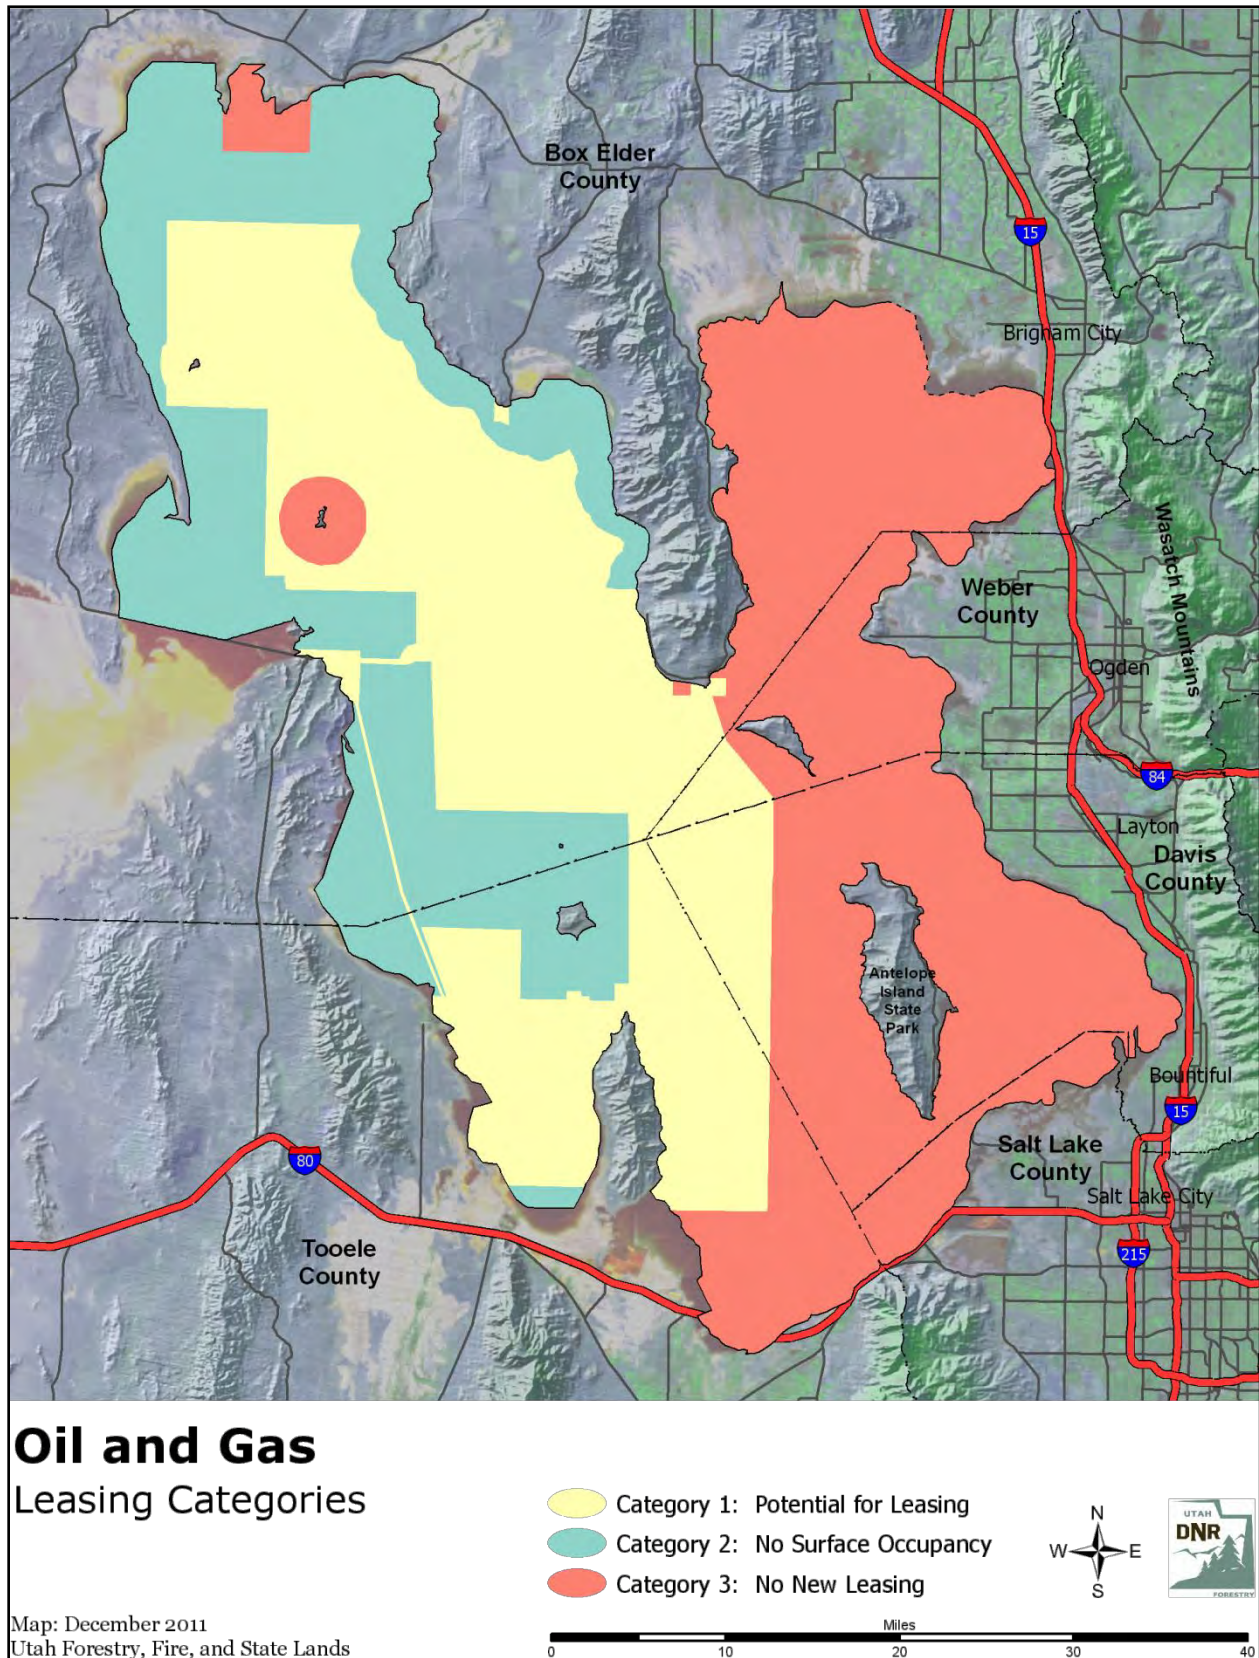 Box Elder
County
15
Brigham City
Wasatch Mountains
Weber
County
Ogden
84
Layton
Davis
County
Antelope
Island
State
Park
Bountiful
15
Salt Lake
County
80
Salt Lake City
Tooele
County
215
Oil and Gas
Leasing Categories
Category 1: Potential for Leasing
Category 2: No Surface Occupancy
Category 3: No New Leasing
N
W E
S
UTAH
DNR
FORESTRY
Map: December 2011
Utah Forestry, Fire, and State Lands
Miles
0 10 20 30 40